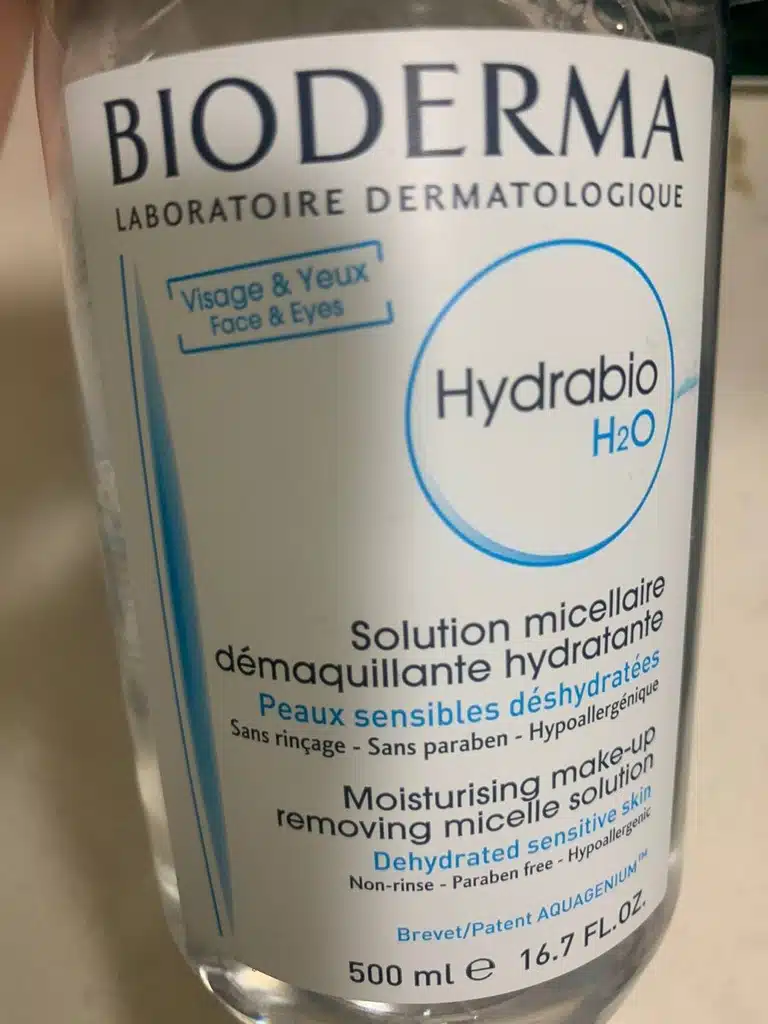 BIODERMA
LABORATOIRE DERMATOLOGIQUE
Visage & Yeux
Face & Eyes
Hydrabio
H2O
Solution micellaire
démaquillante hydratante
Peaux sensibles déshydratées
Sans rinçage - Sans paraben - Hypoallergénique
Moisturising make-up
removing micelle solution
Dehydrated sensitive skin
Non-rinse - Paraben free - Hypoallergenic
Brevet/Patent AQUAGENIUM™
500 ml e 16.7 FL.OZ.